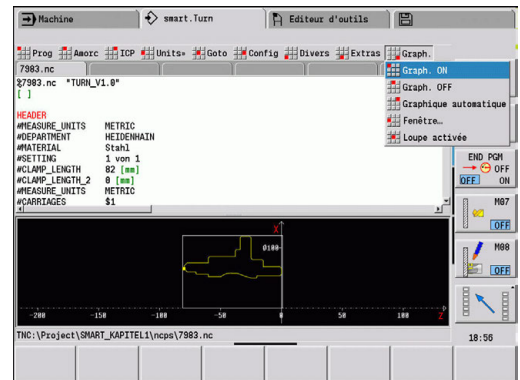 Machine
smart.Turn
Editeur d'outils
Prog Amorc ICP Units» Goto Config Divers Extras Graph.
7983.nc
%7983.nc "TURN_V1.0"
[ ]
HEADER
#MEASURE_UNITS METRIC
#DEPARTMENT HEIDENHAIN
#MATERIAL Stahl
#SETTING 1 von 1
#CLAMP_LENGTH 82 [mm]
#CLAMP_LENGTH_2 0 [mm]
#MEASURE_UNITS METRIC
#CARRIAGES $1
Graph. ON
Graph. OFF
Graphique automatique
Fenêtre…
Loupe activée
END PGM
OFF
OFF ON
M07
OFF
M08
OFF
X
Ø100
-200 -150 -100 -50 0 50 100 Z
TNC:\Project\SMART_KAPITEL1\ncps\7983.nc
18:56